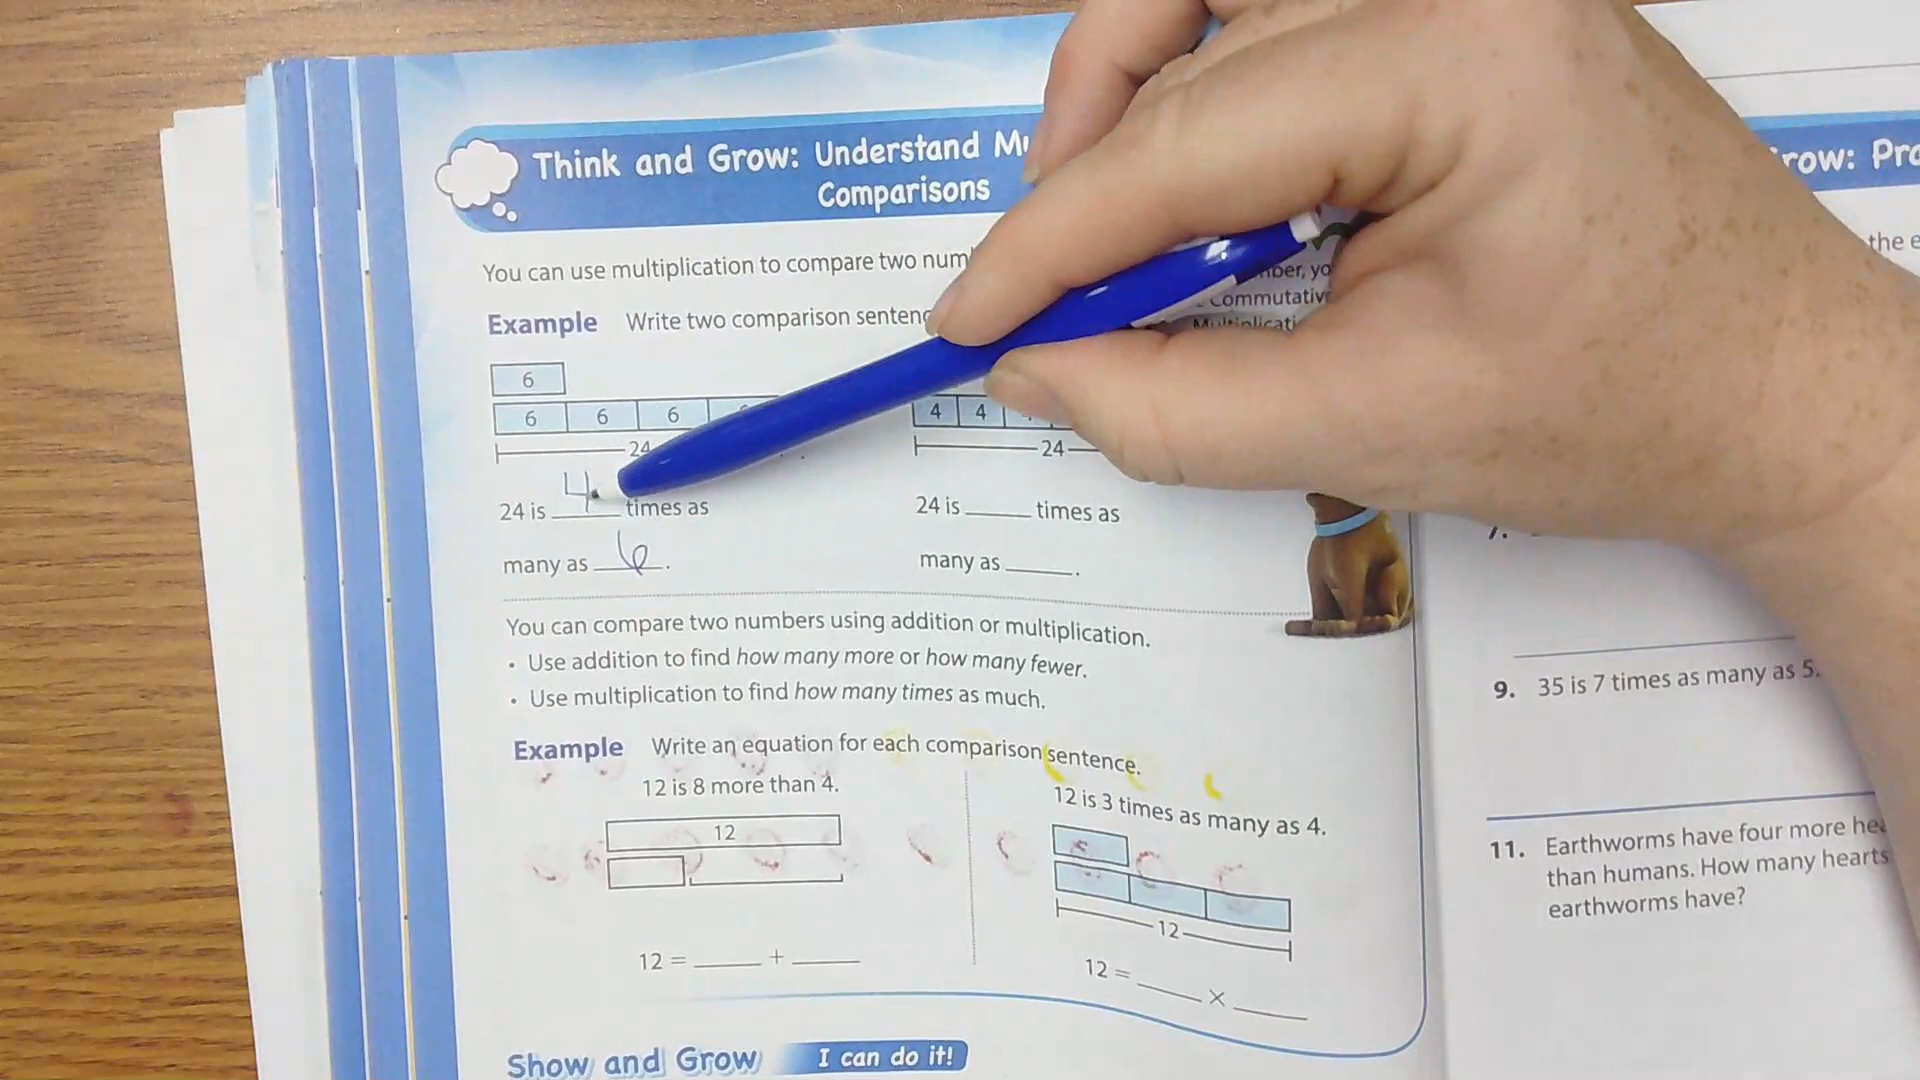 Think and Grow: Understand
Comparisons
You can use multiplication to compare two
Example Write two comparison
6
6 6 6
24
24 is 4 times as
many as 6.
4 4
24
24 is ____ times as
many as ____.
You can compare two numbers using addition or multiplication.
• Use addition to find how many more or how many fewer.
• Use multiplication to find how many times as much.
Example Write an equation for each comparison sentence.
12 is 8 more than 4.
12
12 = ____ + ____
12 is 3 times as many as 4.
12
12 = ____ × ____
Show and Grow I can do it!
the
9. 35 is 7 times as many as 5.
11. Earthworms have four more
than humans. How many hearts
earthworms have?